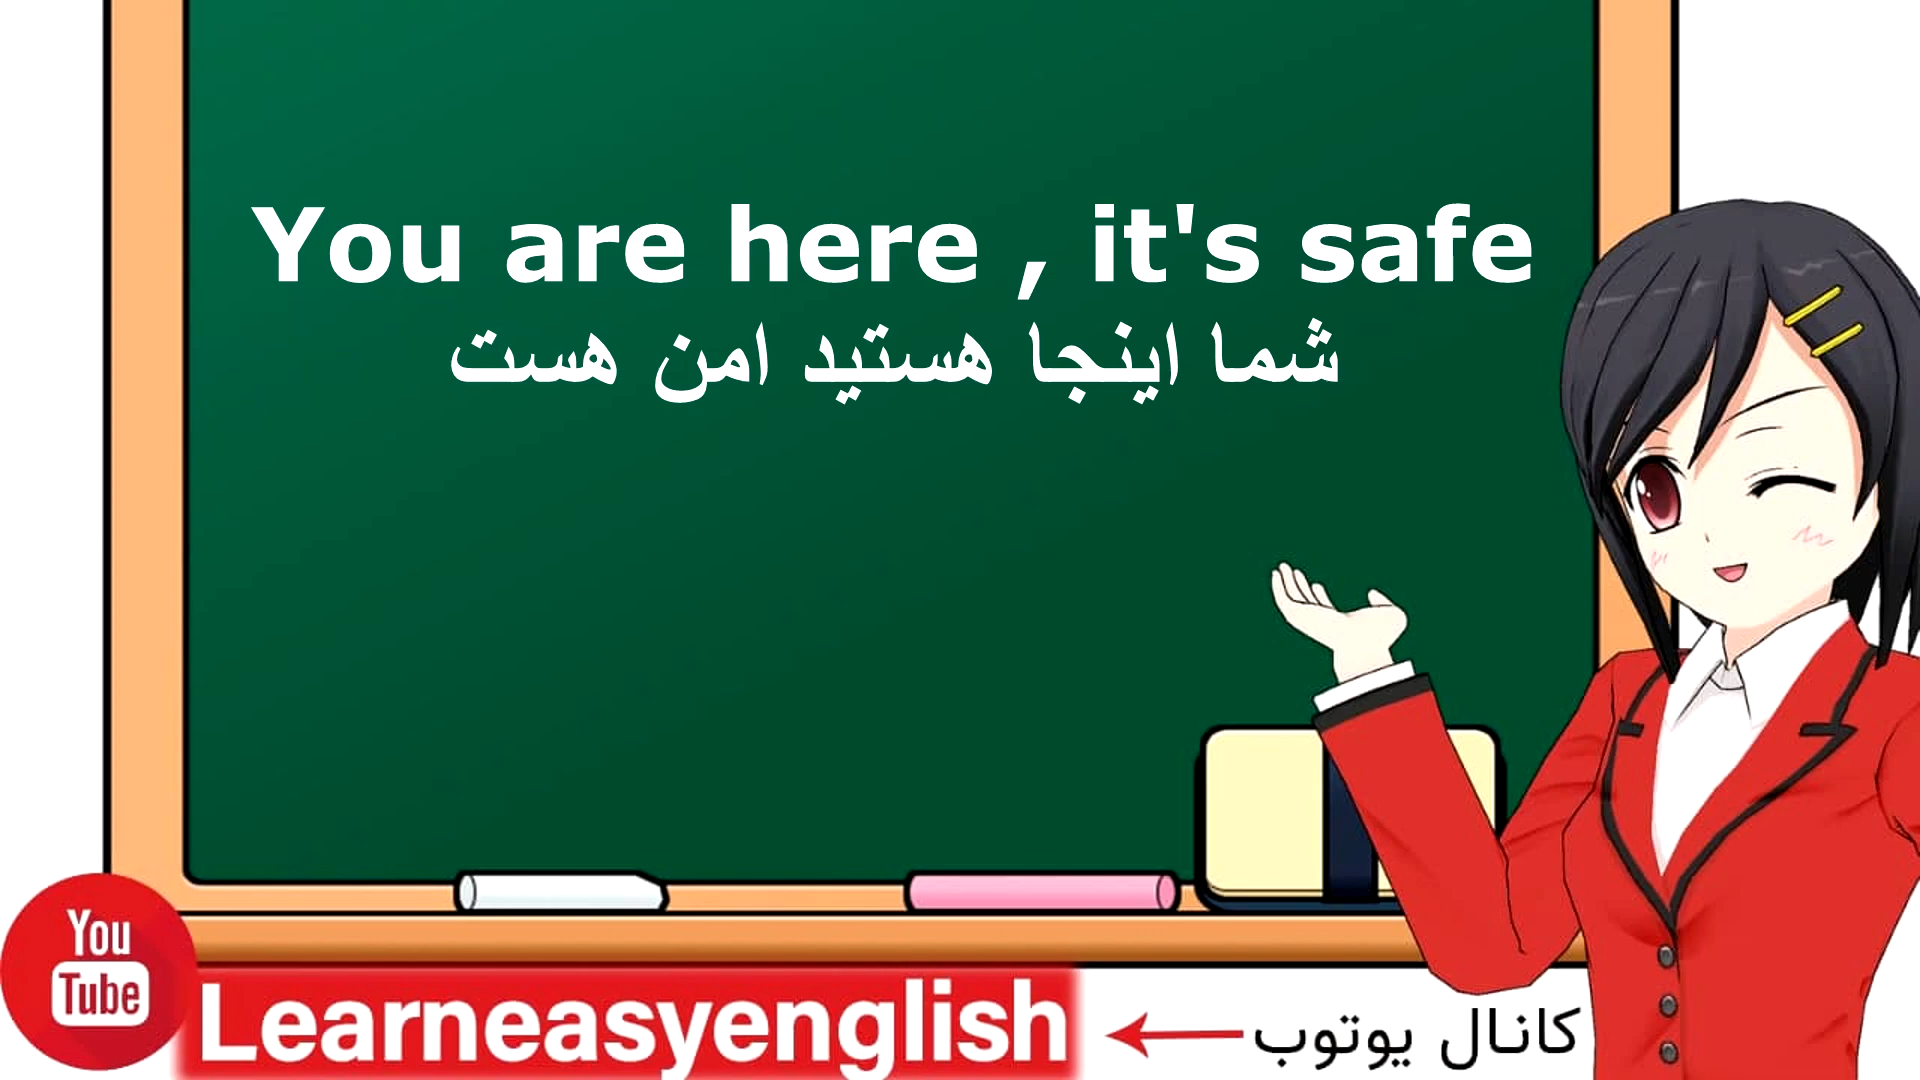 You are here , it's safe
شما اینجا هستید امن هست
You
Tube
Learneasyenglish
کانال یوتوب